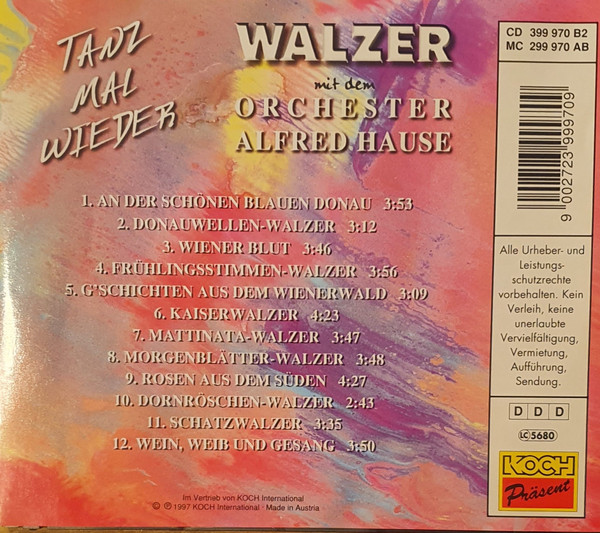 TANZ
MAL
WIEDER
WALZER
mit dem
ORCHESTER
ALFRED HAUSE
1. AN DER SCHÖNEN BLAUEN DONAU 3:53
2. DONAUWELLEN-WALZER 3:12
3. WIENER BLUT 3:46
4. FRÜHLINGSSTIMMEN-WALZER 3:56
5. G'SCHICHTEN AUS DEM WIENERWALD 3:09
6. KAISERWALZER 4:23
7. MATTINATA-WALZER 3:47
8. MORGENBLÄTTER-WALZER 3:48
9. ROSEN AUS DEM SÜDEN 4:27
10. DORNRÖSCHEN-WALZER 2:43
11. SCHATZWALZER 3:35
12. WEIN, WEIB UND GESANG 3:50
Im Vertrieb von KOCH International
© ℗ 1997 KOCH International · Made in Austria
CD 399 970 B2
MC 299 970 AB
9 002723 999709
Alle Urheber- und
Leistungs-
schutzrechte
vorbehalten. Kein
Verleih, keine
unerlaubte
Vervielfältigung,
Vermietung,
Aufführung,
Sendung.
D D D
LC 5680
KOCH
Präsent